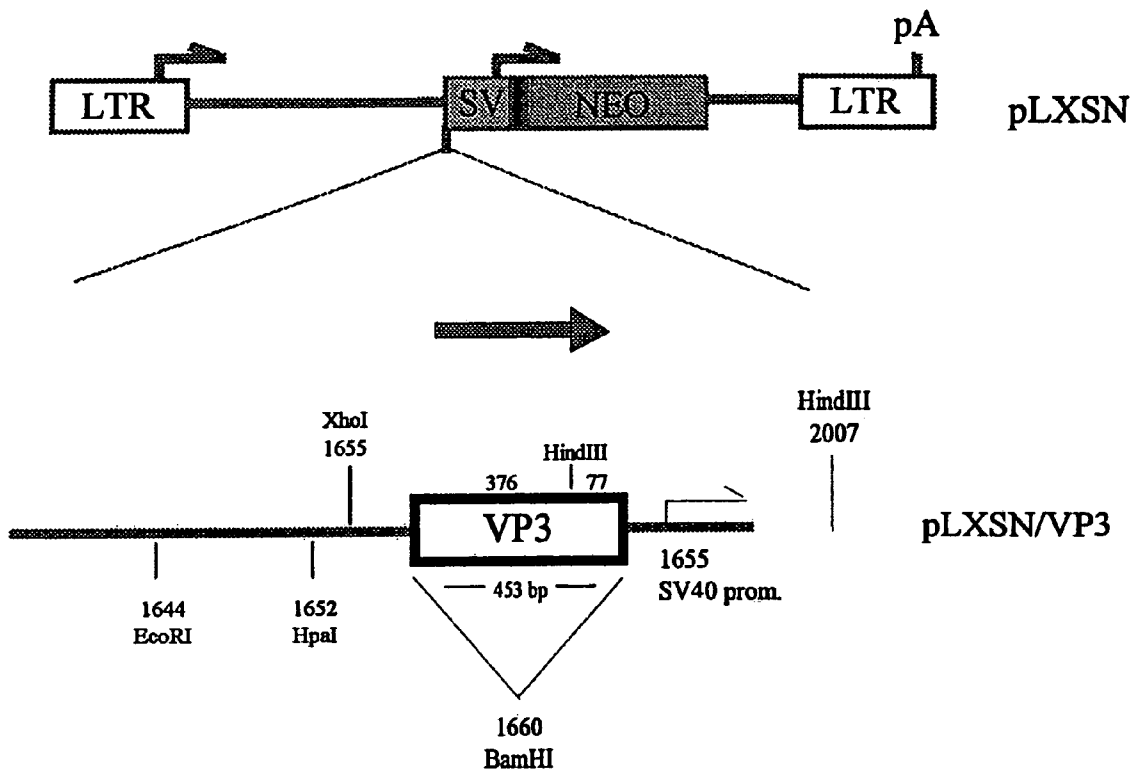 pA
LTR
SV
NEO
LTR
pLXSN
XhoI
1655
HindIII
376
77
VP3
453 bp
HindIII
2007
pLXSN/VP3
1644
EcoRI
1652
HpaI
1655
SV40 prom.
1660
BamHI